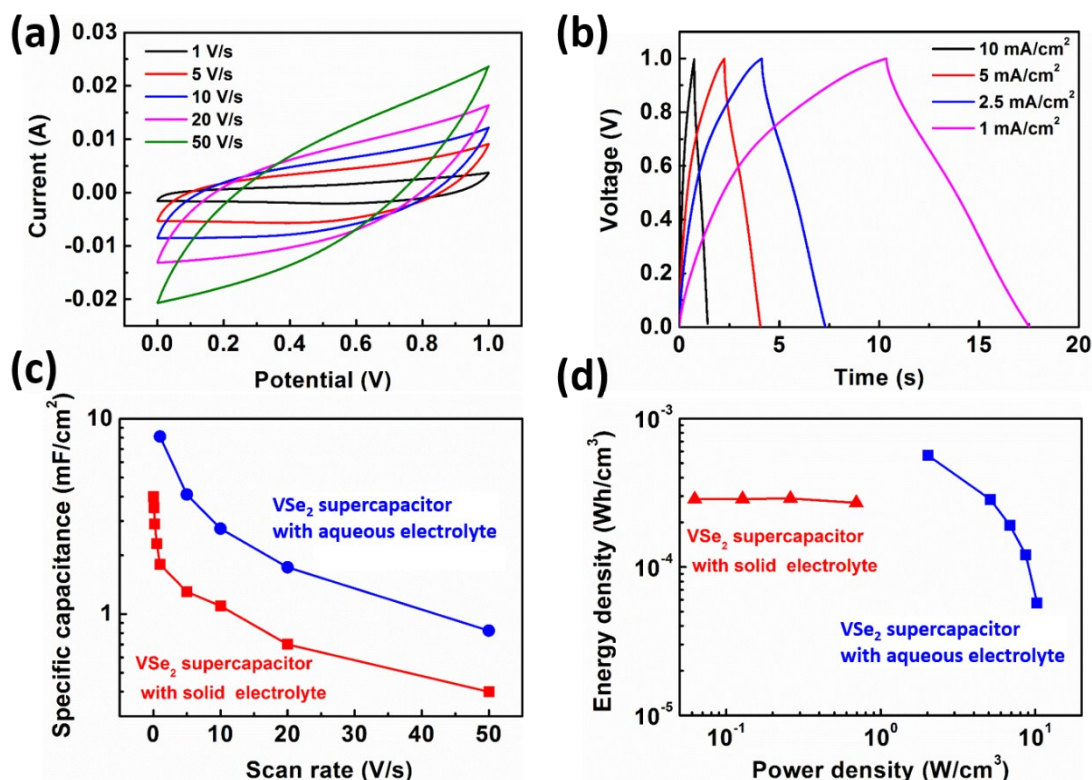 (a)
0.03
0.02
0.01
0.00
-0.01
-0.02
Current (A)
1 V/s
5 V/s
10 V/s
20 V/s
50 V/s
0.0 0.2 0.4 0.6 0.8 1.0
Potential (V)
(b)
1.0
0.8
0.6
0.4
0.2
0.0
Voltage (V)
10 mA/cm²
5 mA/cm²
2.5 mA/cm²
1 mA/cm²
0 5 10 15 20
Time (s)
(c)
10
1
Specific capacitance (mF/cm²)
VSe₂ supercapacitor
with aqueous electrolyte
VSe₂ supercapacitor
with solid electrolyte
0 10 20 30 40 50
Scan rate (V/s)
(d)
10⁻³
10⁻⁴
10⁻⁵
Energy density (Wh/cm³)
VSe₂ supercapacitor
with solid electrolyte
VSe₂ supercapacitor
with aqueous electrolyte
10⁻¹ 10⁰ 10¹
Power density (W/cm³)